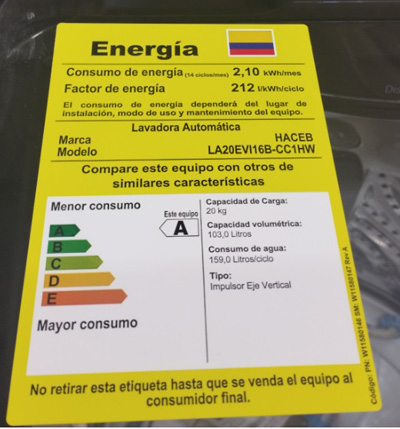 Energía
Consumo de energía (14 ciclos/mes) 2,10 kWh/mes
Factor de energía 212 l/kWh/ciclo
El consumo de energía dependerá del lugar de
instalación, modo de uso y mantenimiento del equipo.
Lavadora Automática
Marca HACEB
Modelo LA20EVI16B-CC1HW
Compare este equipo con otros de
similares características
Menor consumo
Este equipo
A
A
B
C
D
E
Mayor consumo
Capacidad de Carga:
20 kg
Capacidad volumétrica:
103,0 Litros
Consumo de agua:
159,0 Litros/ciclo
Tipo:
Impulsor Eje Vertical
Código: PN: W11580146 SM: W11580147 Rev A
No retirar esta etiqueta hasta que se venda el equipo al
consumidor final.